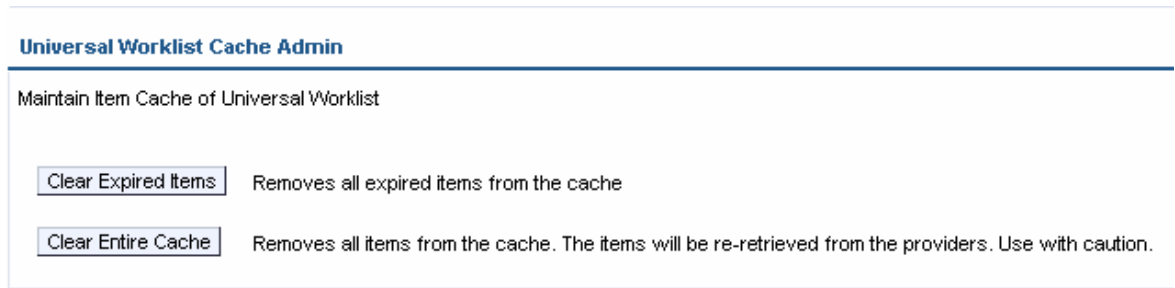 Universal Worklist Cache Admin
Maintain Item Cache of Universal Worklist
Clear Expired Items Removes all expired items from the cache
Clear Entire Cache Removes all items from the cache. The items will be re-retrieved from the providers. Use with caution.